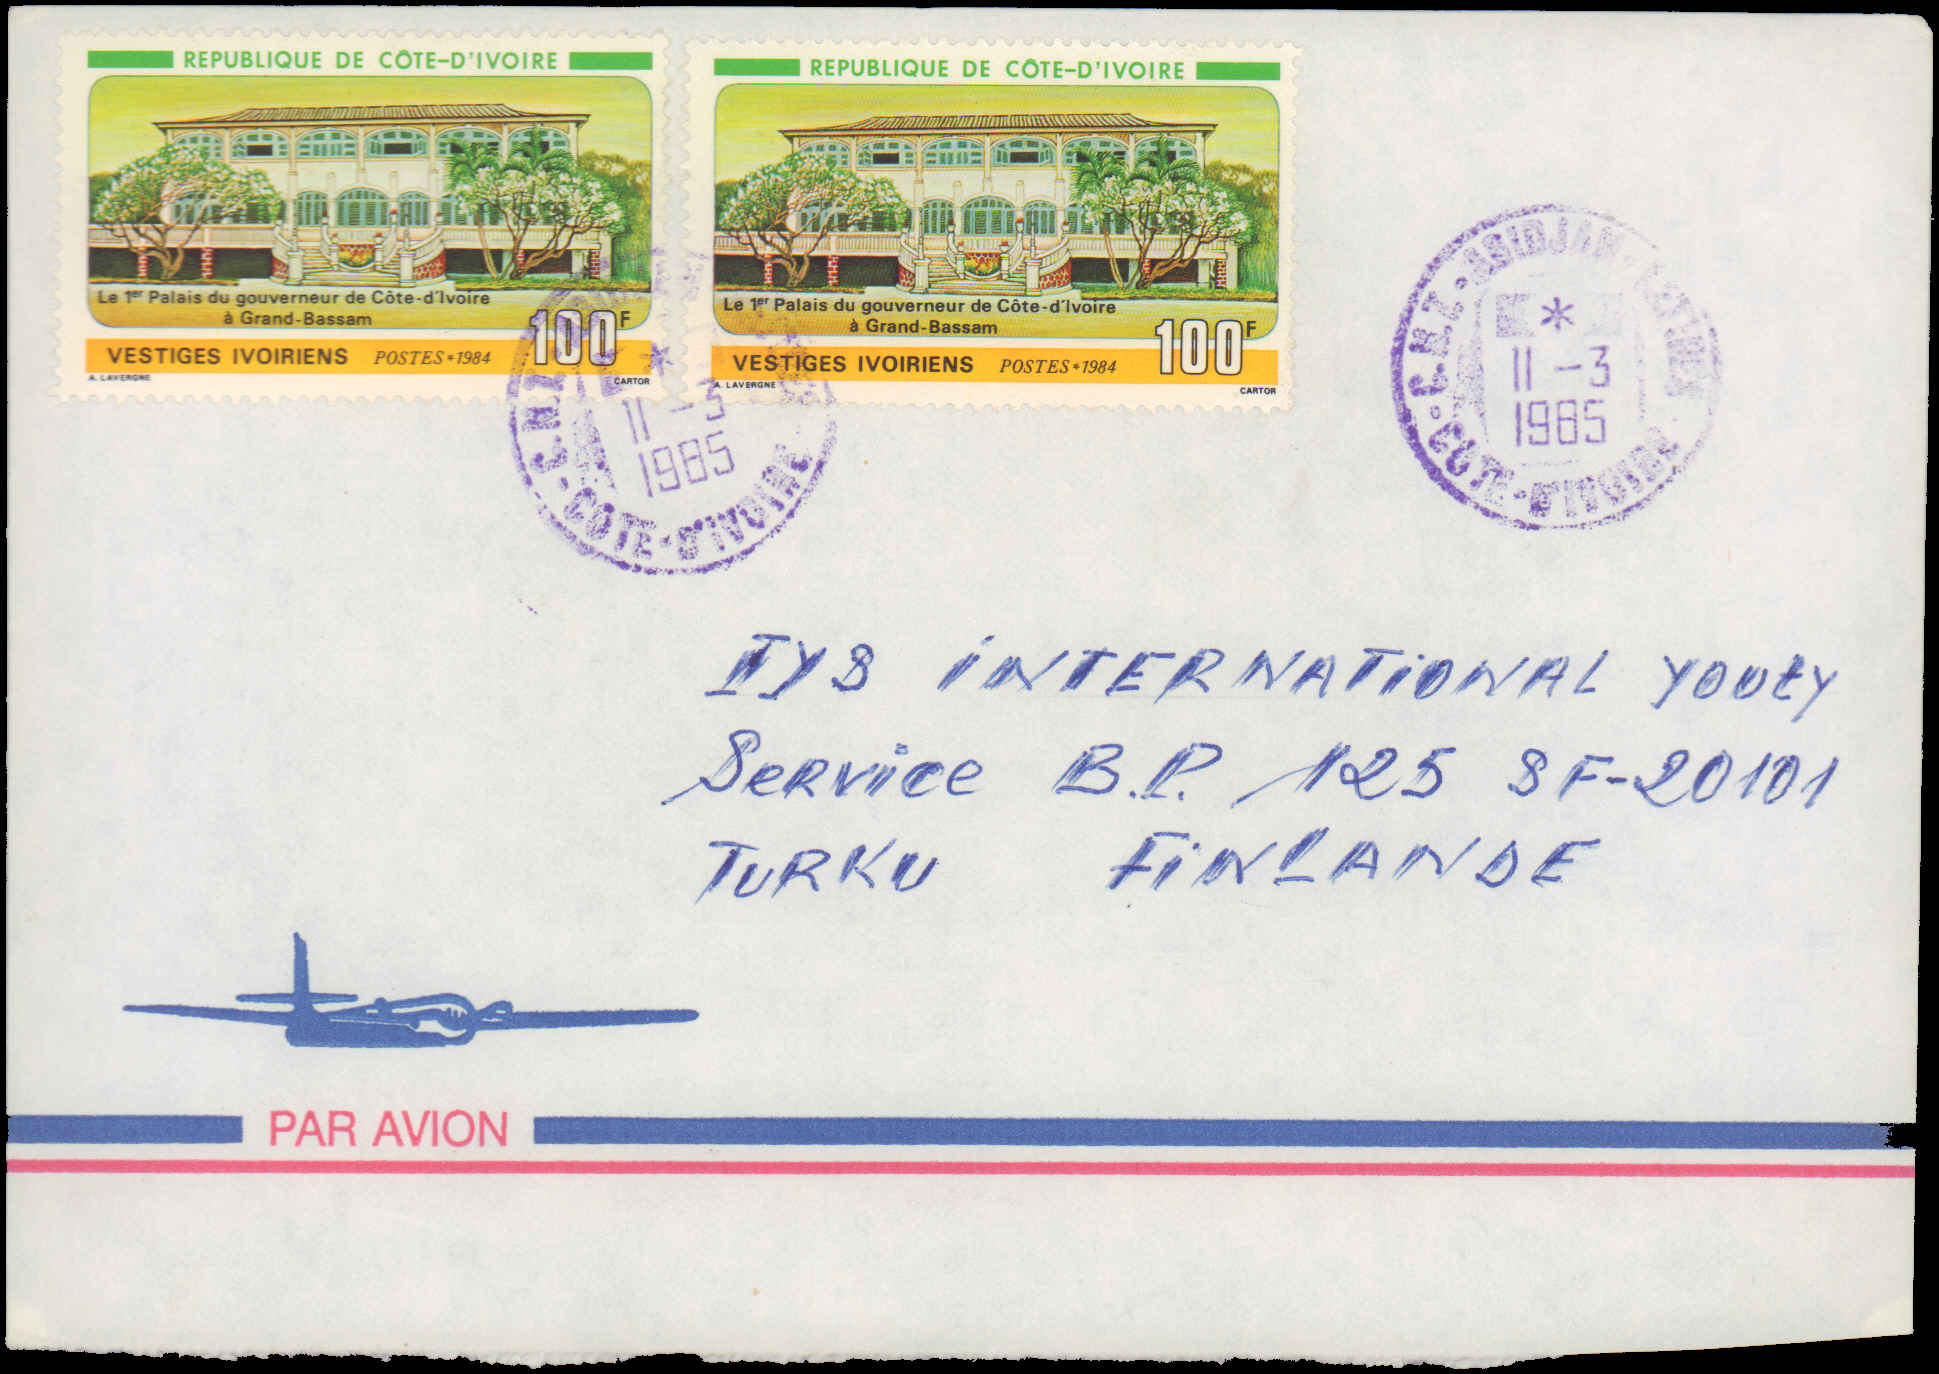 REPUBLIQUE DE CÔTE-D'IVOIRE
Le 1er Palais du gouverneur de Côte-d'Ivoire
à Grand-Bassam
100F
VESTIGES IVOIRIENS POSTES*1984
A. LAVERGNE CARTOR
REPUBLIQUE DE CÔTE-D'IVOIRE
Le 1er Palais du gouverneur de Côte-d'Ivoire
à Grand-Bassam
100F
VESTIGES IVOIRIENS POSTES*1984
A. LAVERGNE CARTOR
C.N.T.
*
11 -3
1985
COTE-D'IVOIRE
C.N.T. ABIDJAN
*
11 -3
1985
COTE-D'IVOIRE
IYS INTERNATIONAL YOUty
Service B.P. 125 SF-20101
TURKU FINLANDE
PAR AVION